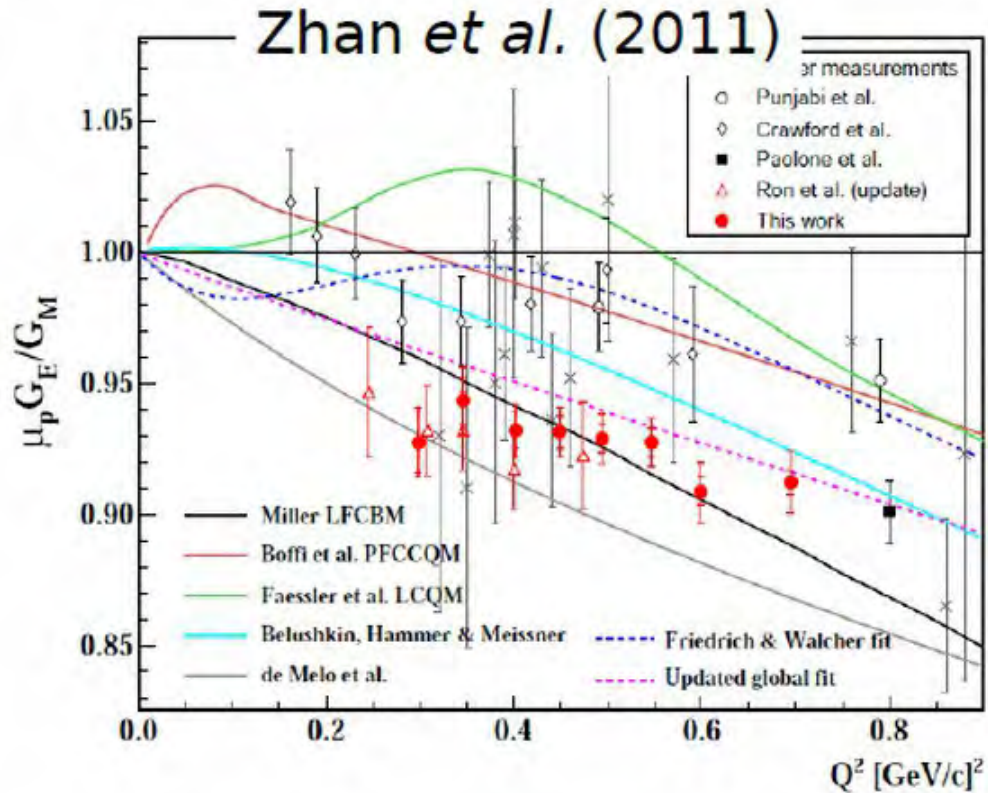 Zhan et al. (2011)
er measurements
Punjabi et al.
Crawford et al.
Paolone et al.
Ron et al. (update)
This work
1.05
1.00
0.95
0.90
0.85
μpGE/GM
Miller LFCBM
Boffi et al. PFCCQM
Faessler et al. LCQM
Belushkin, Hammer & Meissner
de Melo et al.
Friedrich & Walcher fit
Updated global fit
0.0 0.2 0.4 0.6 0.8
Q² [GeV/c]²